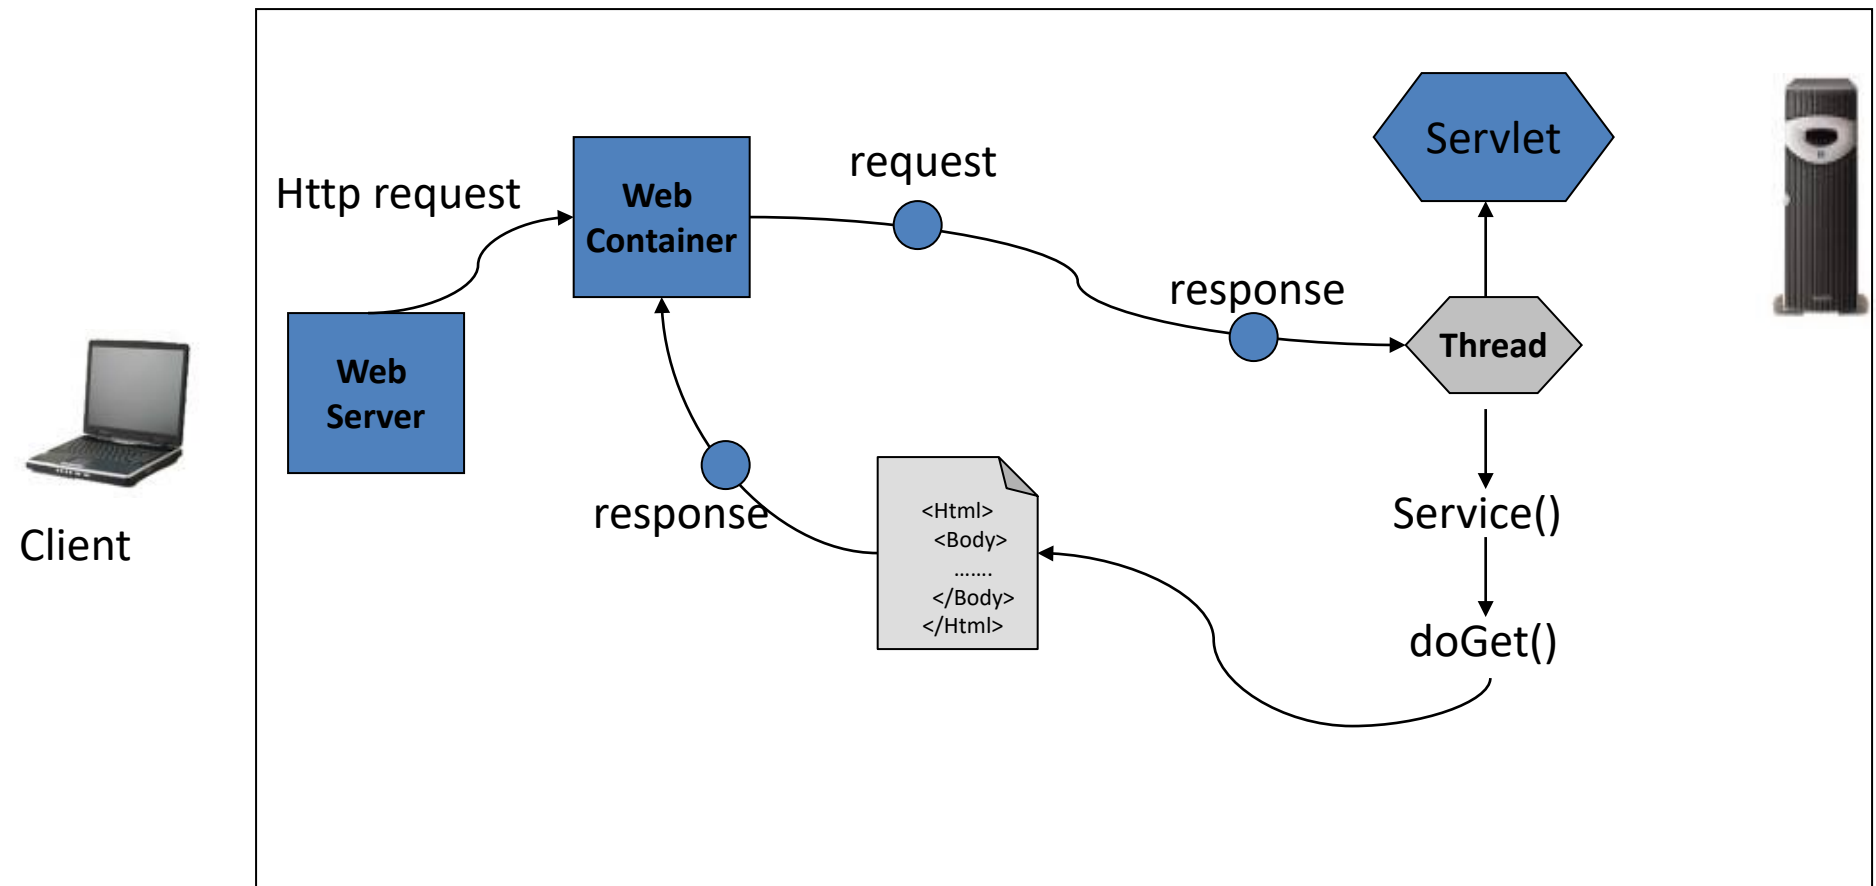 Http request
Web
Container
request
Servlet
response
Thread
Web
Server
Client
response
<Html>
<Body>
.......
</Body>
</Html>
Service()
doGet()